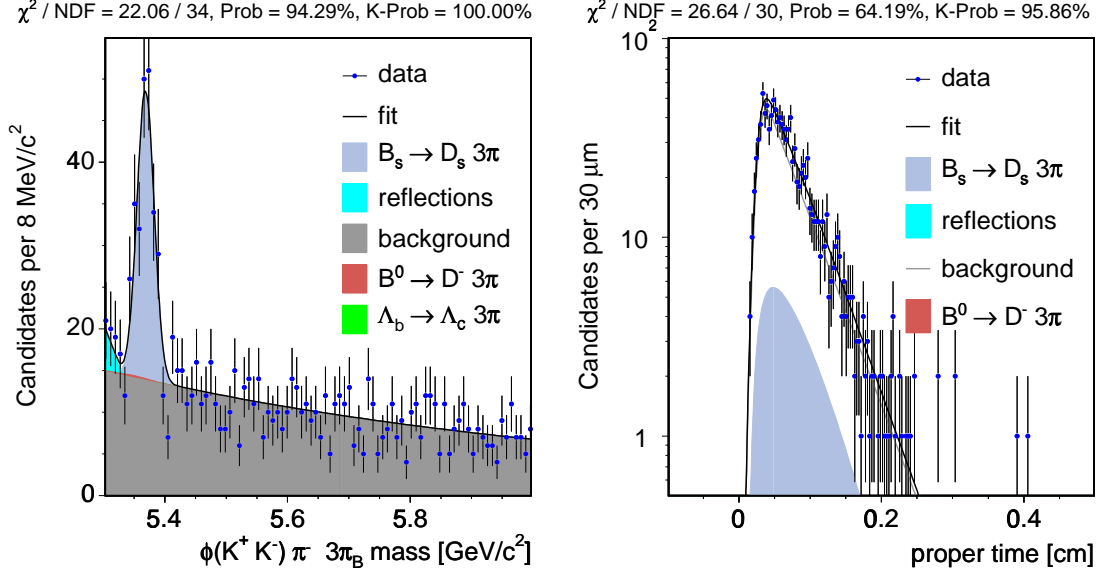 χ² / NDF = 22.06 / 34, Prob = 94.29%, K-Prob = 100.00%
Candidates per 8 MeV/c²
0
20
40
5.4
5.6
5.8
φ(K⁺ K⁻) π⁻ 3π_B mass [GeV/c²]
data
fit
Bₛ → Dₛ 3π
reflections
background
B⁰ → D⁻ 3π
Λ_b → Λ_c 3π
χ² / NDF = 26.64 / 30, Prob = 64.19%, K-Prob = 95.86%
Candidates per 30 µm
10²
10
1
0
0.2
0.4
proper time [cm]
data
fit
Bₛ → Dₛ 3π
reflections
background
B⁰ → D⁻ 3π